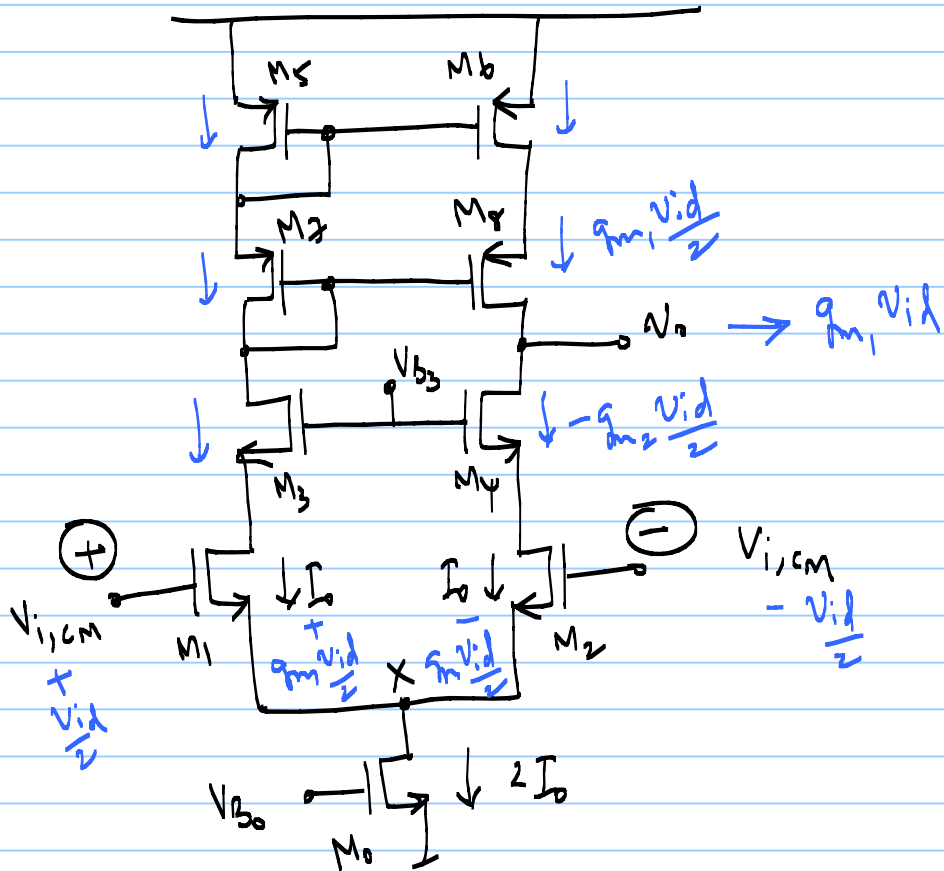 M5 M6
M7 M8
gm1 Vid/2
Vo → gm1 Vid
VB3
-gm2 Vid/2
M3 M4
+ −
Vi,CM + Vid/2
Vi,CM - Vid/2
M1 M2
I0 + gm Vid/2
I0 - gm Vid/2
X
VB0
2I0
M0